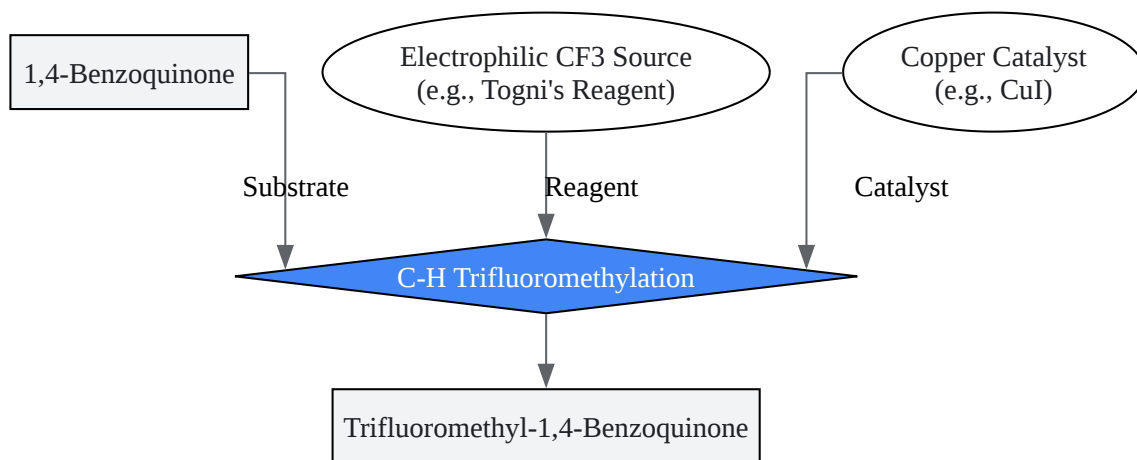 1,4-Benzoquinone
Electrophilic CF3 Source
(e.g., Togni's Reagent)
Copper Catalyst
(e.g., CuI)
Substrate
Reagent
Catalyst
C-H Trifluoromethylation
Trifluoromethyl-1,4-Benzoquinone